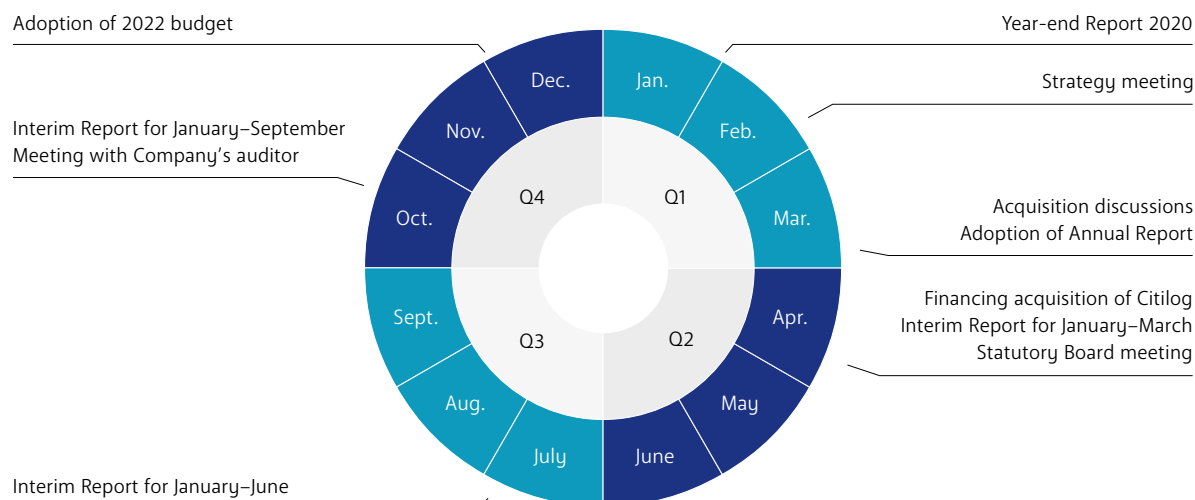 Adoption of 2022 budget
Year-end Report 2020
Strategy meeting
Interim Report for January–September
Meeting with Company’s auditor
Acquisition discussions
Adoption of Annual Report
Financing acquisition of Citilog
Interim Report for January–March
Statutory Board meeting
Interim Report for January–June
Jan.
Feb.
Mar.
Apr.
May
June
July
Aug.
Sept.
Oct.
Nov.
Dec.
Q1
Q2
Q3
Q4